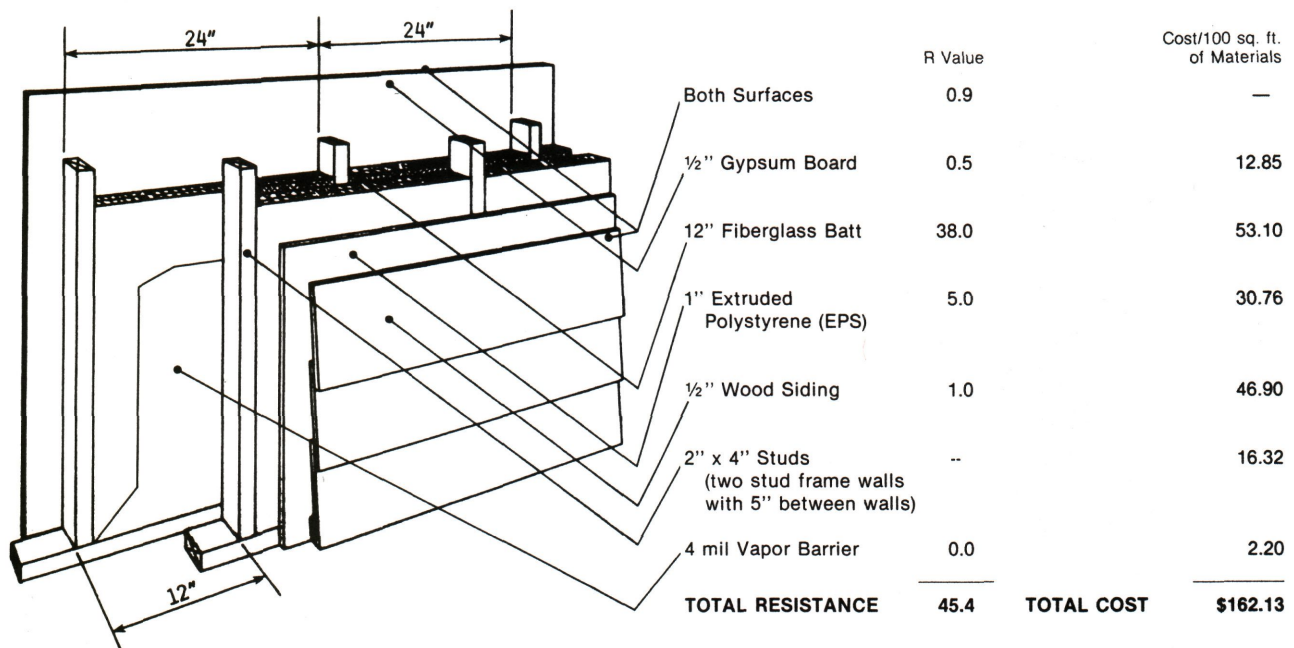 24"
24"
12"
R Value
Cost/100 sq. ft.
of Materials
Both Surfaces 0.9 —
½" Gypsum Board 0.5 12.85
12" Fiberglass Batt 38.0 53.10
1" Extruded
Polystyrene (EPS) 5.0 30.76
½" Wood Siding 1.0 46.90
2" x 4" Studs -- 16.32
(two stud frame walls
with 5" between walls)
4 mil Vapor Barrier 0.0 2.20
TOTAL RESISTANCE 45.4 TOTAL COST $162.13